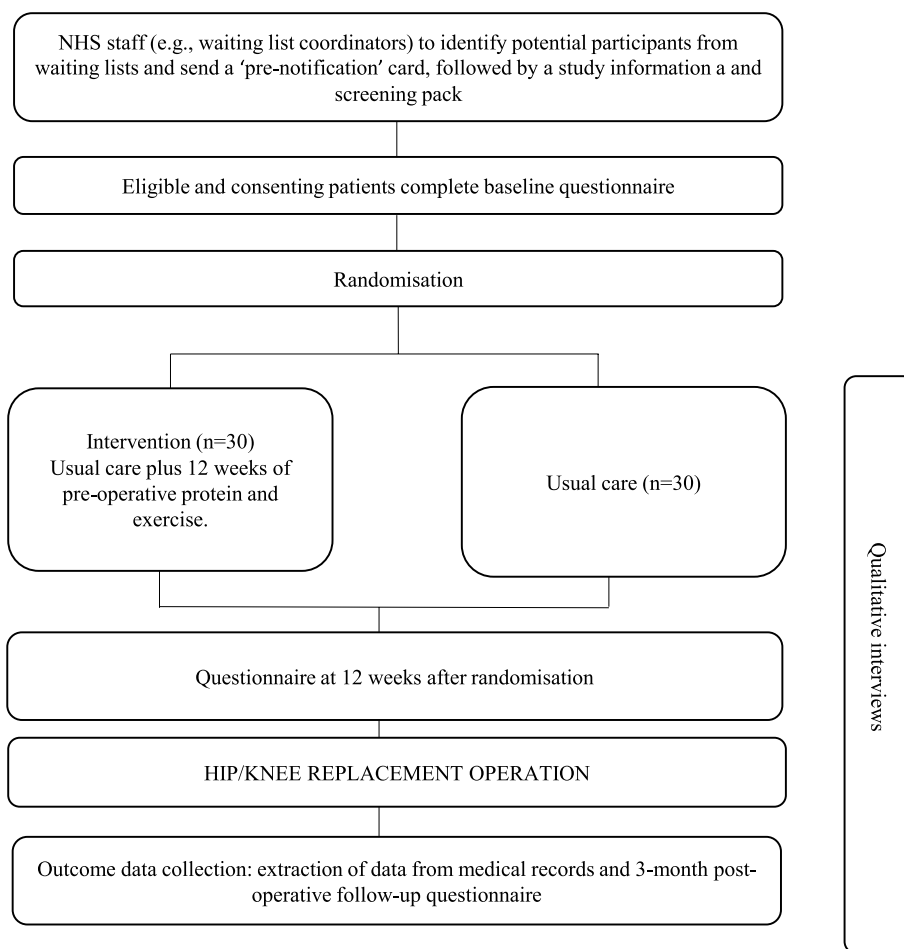 NHS staff (e.g., waiting list coordinators) to identify potential participants from
waiting lists and send a ‘pre-notification’ card, followed by a study information a and
screening pack
Eligible and consenting patients complete baseline questionnaire
Randomisation
Intervention (n=30)
Usual care plus 12 weeks of
pre-operative protein and
exercise.
Usual care (n=30)
Questionnaire at 12 weeks after randomisation
HIP/KNEE REPLACEMENT OPERATION
Outcome data collection: extraction of data from medical records and 3-month post-
operative follow-up questionnaire
Qualitative interviews